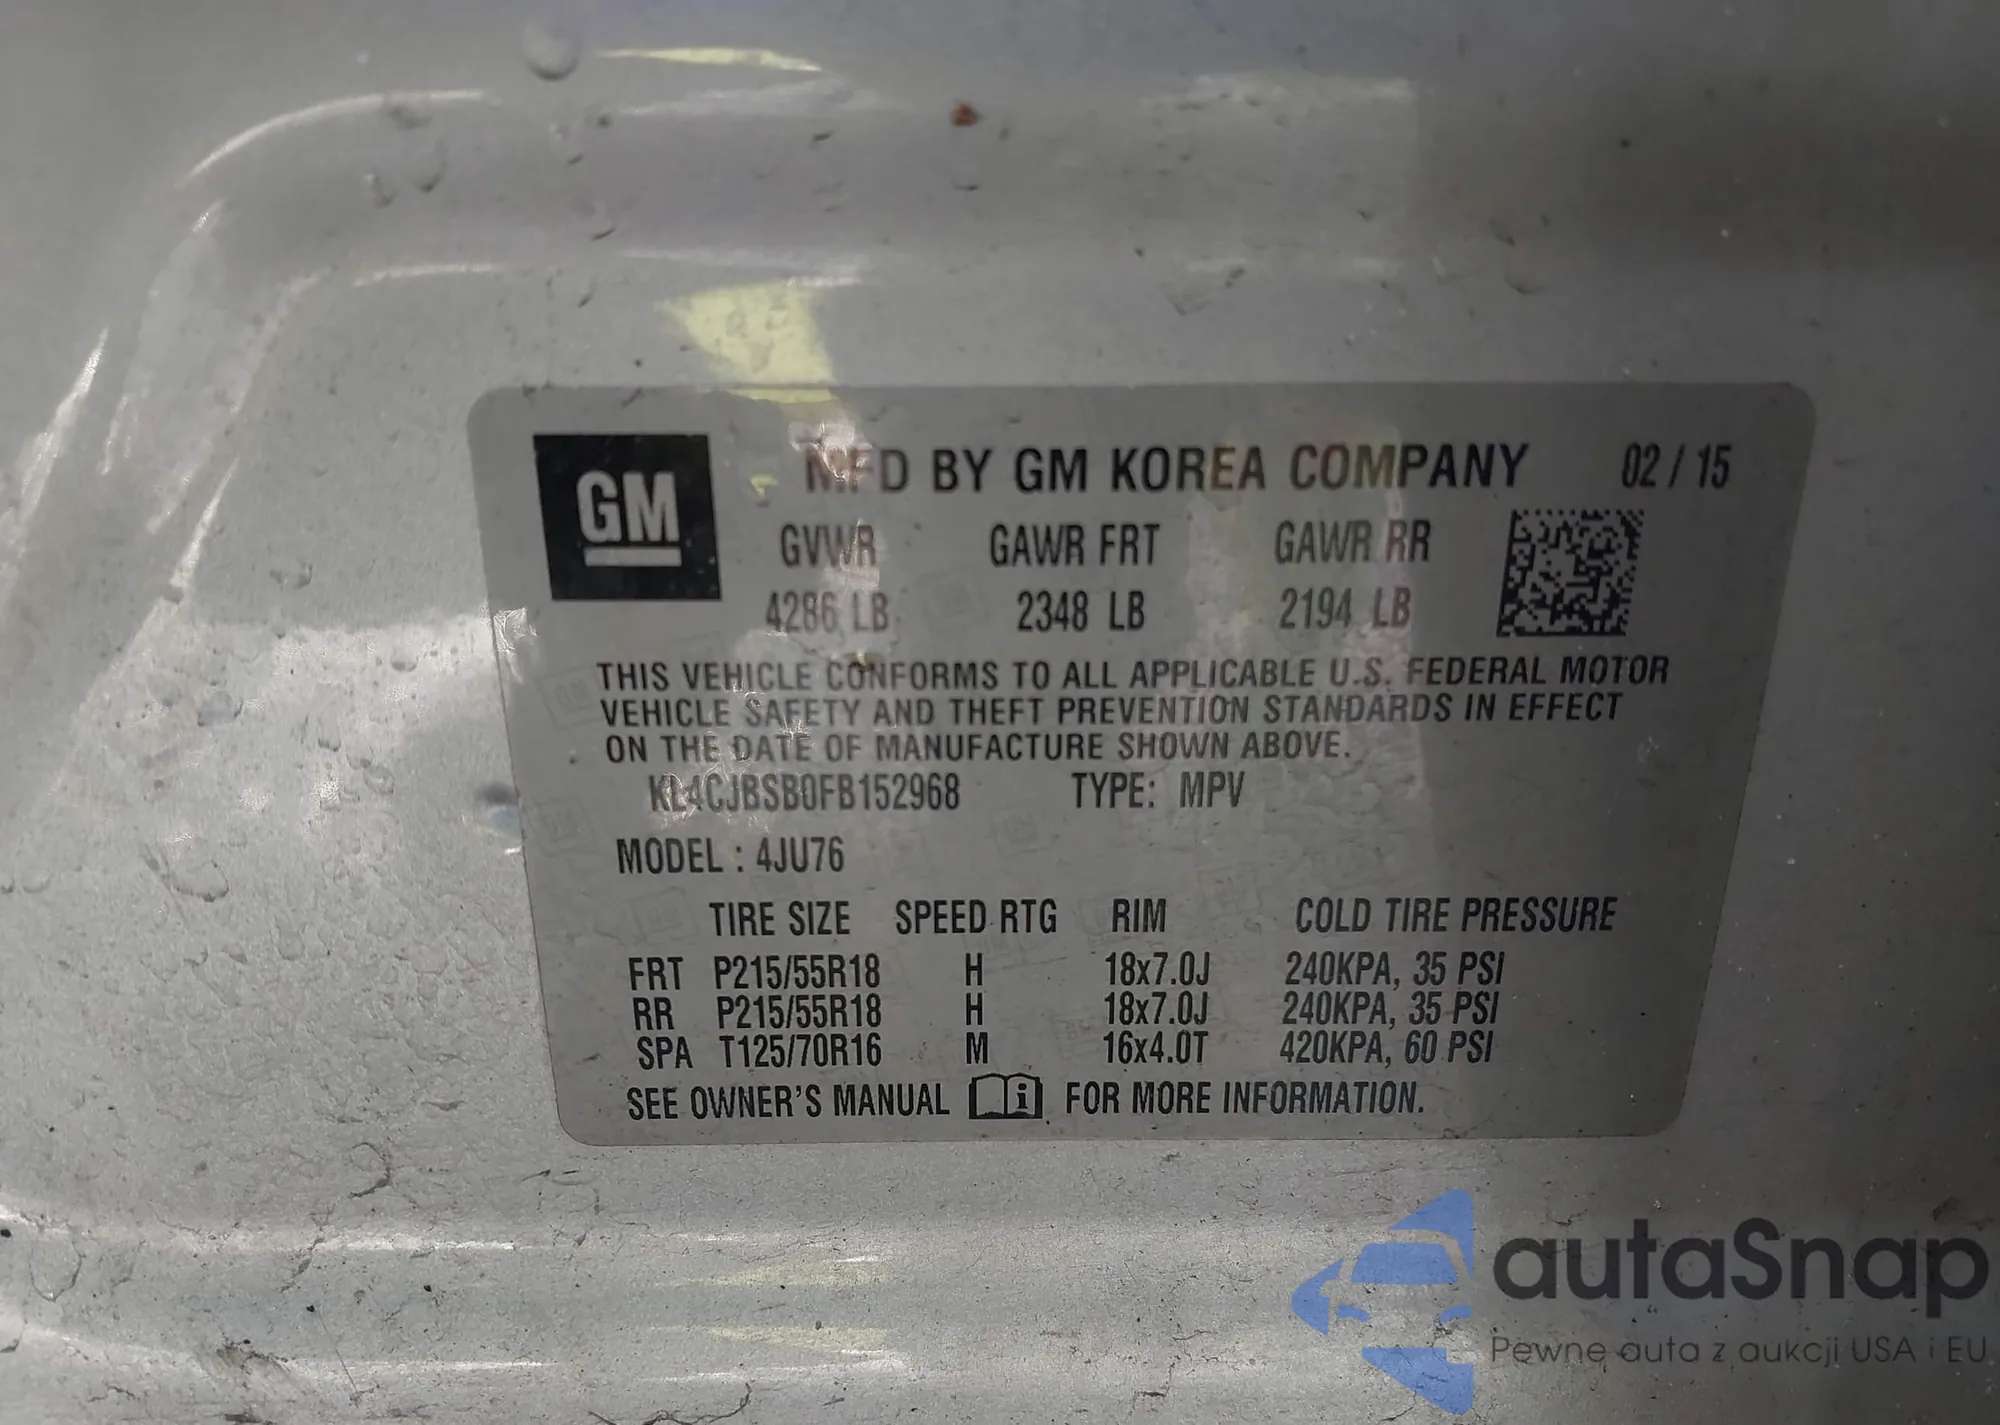 GM
MFD BY GM KOREA COMPANY 02 / 15
GVWR GAWR FRT GAWR RR
4286 LB 2348 LB 2194 LB
THIS VEHICLE CONFORMS TO ALL APPLICABLE U.S. FEDERAL MOTOR
VEHICLE SAFETY AND THEFT PREVENTION STANDARDS IN EFFECT
ON THE DATE OF MANUFACTURE SHOWN ABOVE.
KL4CJBSB0FB152968 TYPE: MPV
MODEL : 4JU76
TIRE SIZE SPEED RTG RIM COLD TIRE PRESSURE
FRT P215/55R18 H 18x7.0J 240KPA, 35 PSI
RR P215/55R18 H 18x7.0J 240KPA, 35 PSI
SPA T125/70R16 M 16x4.0T 420KPA, 60 PSI
SEE OWNER'S MANUAL i FOR MORE INFORMATION.
autaSnap
Pewne auta z aukcji USA i EU